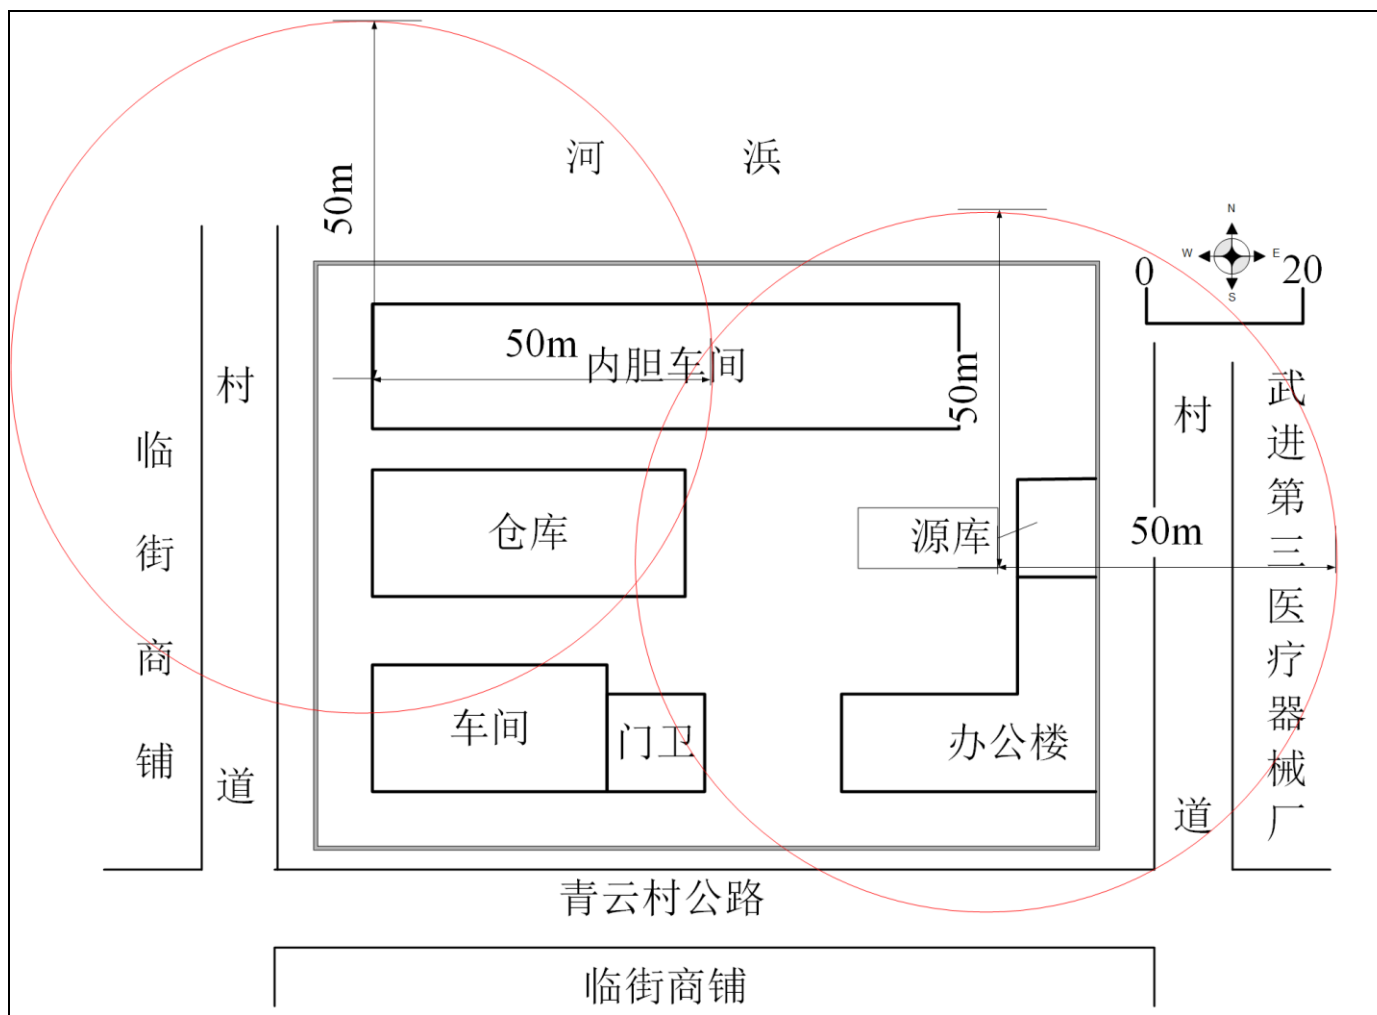 河 浜
50m
N
W E
S
0 20
50m
内胆车间
50m
村道
临街商铺
仓库
源库
50m
村道
武进第三医疗器械厂
车间
门卫
办公楼
青云村公路
临街商铺